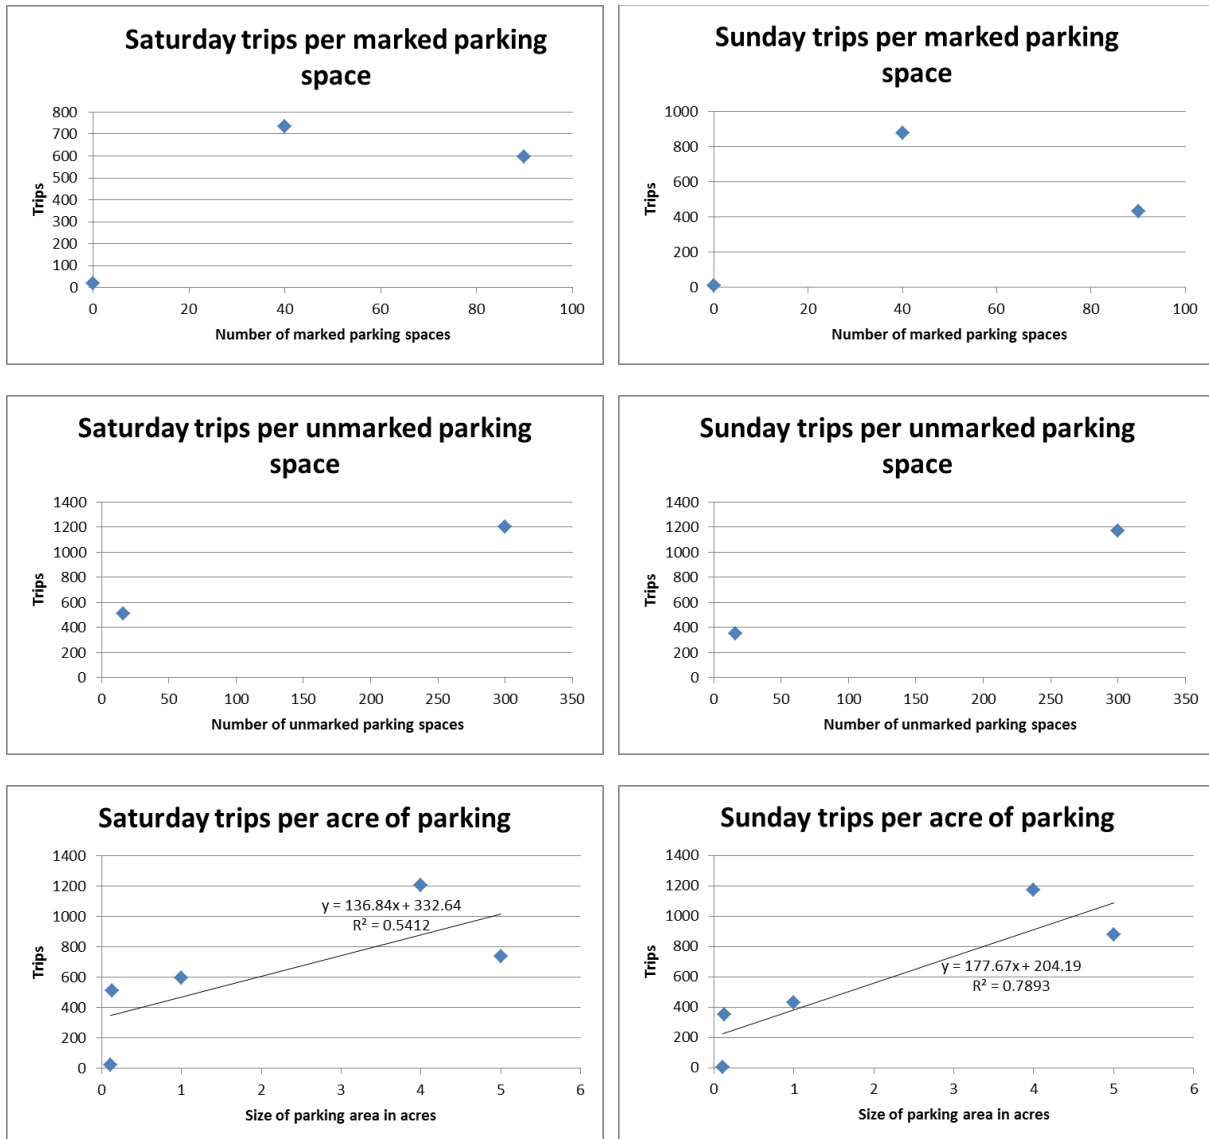 Saturday trips per marked parking
space
800
700
600
500
400
300
200
100
0
Trips
0 20 40 60 80 100
Number of marked parking spaces
Sunday trips per marked parking
space
1000
800
600
400
200
0
Trips
0 20 40 60 80 100
Number of marked parking spaces
Saturday trips per unmarked parking
space
1400
1200
1000
800
600
400
200
0
Trips
0 50 100 150 200 250 300 350
Number of unmarked parking spaces
Sunday trips per unmarked parking
space
1400
1200
1000
800
600
400
200
0
Trips
0 50 100 150 200 250 300 350
Number of unmarked parking spaces
Saturday trips per acre of parking
1400
1200
1000
800
600
400
200
0
Trips
y = 136.84x + 332.64
R² = 0.5412
0 1 2 3 4 5 6
Size of parking area in acres
Sunday trips per acre of parking
1400
1200
1000
800
600
400
200
0
Trips
y = 177.67x + 204.19
R² = 0.7893
0 1 2 3 4 5 6
Size of parking area in acres